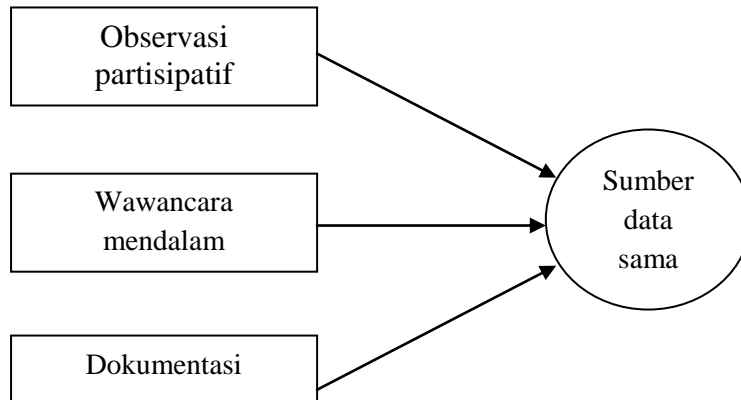 Observasi
partisipatif
Wawancara
mendalam
Sumber
data
sama
Dokumentasi